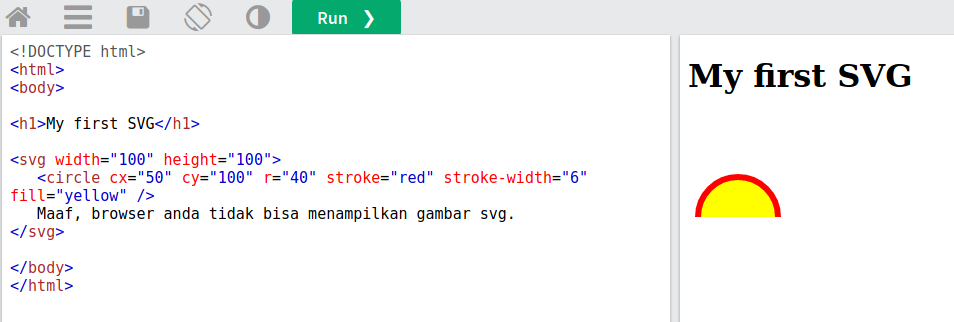 Run ❯
<!DOCTYPE html>
<html>
<body>
<h1>My first SVG</h1>
<svg width="100" height="100">
<circle cx="50" cy="100" r="40" stroke="red" stroke-width="6"
fill="yellow" />
Maaf, browser anda tidak bisa menampilkan gambar svg.
</svg>
</body>
</html>
My first SVG